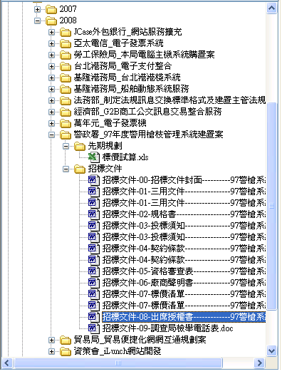 2007
2008
JCase外包銀行_網站服務擴充
亞太電信_電子發票系統
勞工保險局_本局電腦主機系統購置案
台北港務局_電子支付整合
基隆港務局_台北港港棧系統
基隆港務局_船舶動態系統服務
法務部_制定法規訊息交換標準格式及建置主管法規
經濟部_G2B商工公文訊息交易整合服務
萬年元_電子發票機
警政署_97年度警用槍枝管理系統建置案
先期規劃
標價試算.xls
招標文件
招標文件-00-招標文件封面----------97警槍系
招標文件-01-三用文件----------97警槍系
招標文件-01-三用文件----------97警槍系
招標文件-02-規格書----------97警槍系
招標文件-03-投標須知----------97警槍系
招標文件-03-投標須知----------97警槍系
招標文件-04-契約條款----------97警槍系
招標文件-04-契約條款----------97警槍系
招標文件-05-資格審查表----------97警槍系
招標文件-06-廠商聲明書----------97警槍系
招標文件-07-標價清單----------97警槍系
招標文件-07-標價清單----------97警槍系
招標文件-08-出席授權書----------97警槍系
招標文件-09-調查局檢舉電話表.doc
貿易局_貿易便捷化網網互通規劃案
資策會_iLunch網站開發